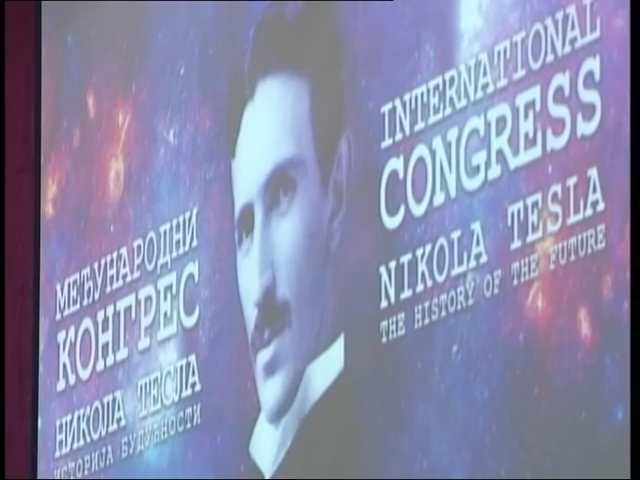 МЕЂУНАРОДНИ
КОНГРЕС
НИКОЛА ТЕСЛА
ИСТОРИЈА БУДУЋНОСТИ
INTERNATIONAL
CONGRESS
NIKOLA TESLA
THE HISTORY OF THE FUTURE